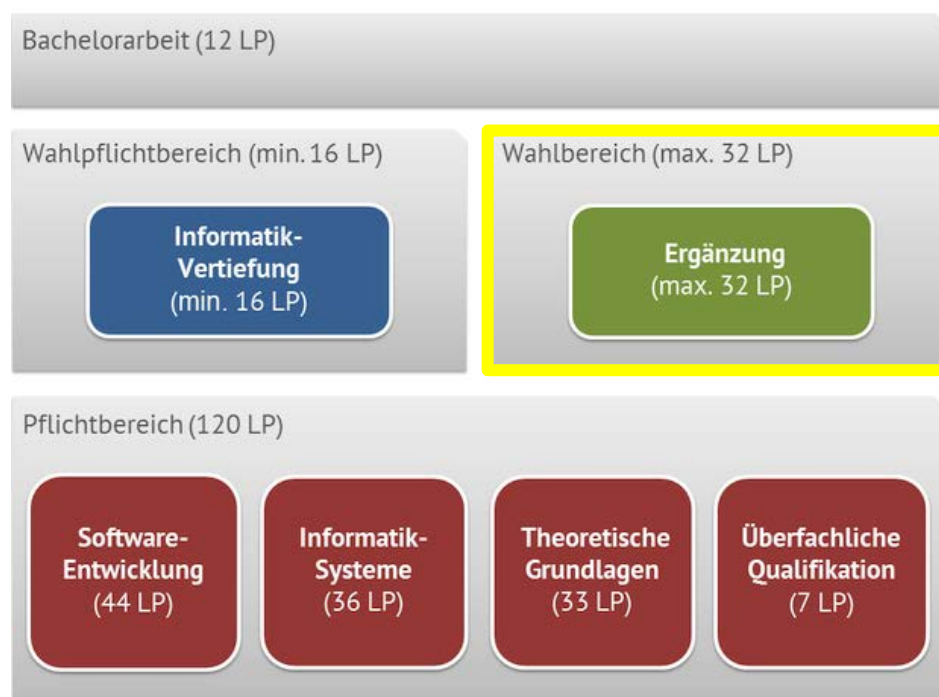 Bachelorarbeit (12 LP)
Wahlpflichtbereich (min. 16 LP)
Informatik-
Vertiefung
(min. 16 LP)
Wahlbereich (max. 32 LP)
Ergänzung
(max. 32 LP)
Pflichtbereich (120 LP)
Software-
Entwicklung
(44 LP)
Informatik-
Systeme
(36 LP)
Theoretische
Grundlagen
(33 LP)
Überfachliche
Qualifikation
(7 LP)